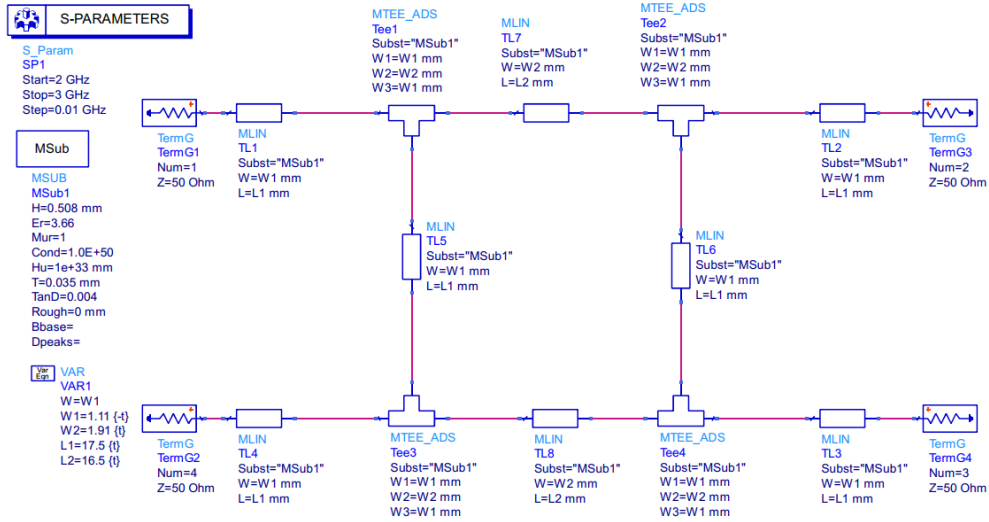 S-PARAMETERS
S_Param
SP1
Start=2 GHz
Stop=3 GHz
Step=0.01 GHz
MSub
MSUB
MSub1
H=0.508 mm
Er=3.66
Mur=1
Cond=1.0E+50
Hu=1e+33 mm
T=0.035 mm
TanD=0.004
Rough=0 mm
Bbase=
Dpeaks=
Var
Eqn
VAR
VAR1
W=W1
W1=1.11 {-t}
W2=1.91 {t}
L1=17.5 {t}
L2=16.5 {t}
TermG
TermG1
Num=1
Z=50 Ohm
MLIN
TL1
Subst="MSub1"
W=W1 mm
L=L1 mm
MTEE_ADS
Tee1
Subst="MSub1"
W1=W1 mm
W2=W2 mm
W3=W1 mm
MLIN
TL7
Subst="MSub1"
W=W2 mm
L=L2 mm
MTEE_ADS
Tee2
Subst="MSub1"
W1=W1 mm
W2=W2 mm
W3=W1 mm
MLIN
TL2
Subst="MSub1"
W=W1 mm
L=L1 mm
TermG
TermG3
Num=2
Z=50 Ohm
MLIN
TL5
Subst="MSub1"
W=W1 mm
L=L1 mm
MLIN
TL6
Subst="MSub1"
W=W1 mm
L=L1 mm
TermG
TermG2
Num=4
Z=50 Ohm
MLIN
TL4
Subst="MSub1"
W=W1 mm
L=L1 mm
MTEE_ADS
Tee3
Subst="MSub1"
W1=W1 mm
W2=W2 mm
W3=W1 mm
MLIN
TL8
Subst="MSub1"
W=W2 mm
L=L2 mm
MTEE_ADS
Tee4
Subst="MSub1"
W1=W1 mm
W2=W2 mm
W3=W1 mm
MLIN
TL3
Subst="MSub1"
W=W1 mm
L=L1 mm
TermG
TermG4
Num=3
Z=50 Ohm